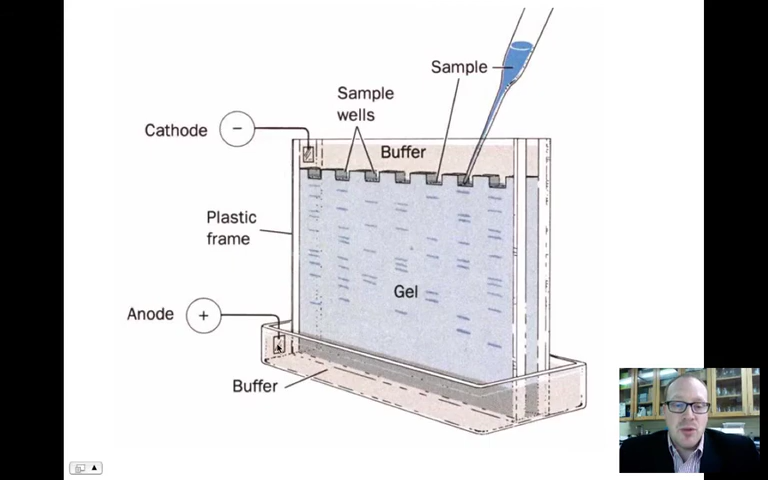 Sample
Sample
wells
Cathode
−
Buffer
Plastic
frame
Gel
Anode
+
Buffer